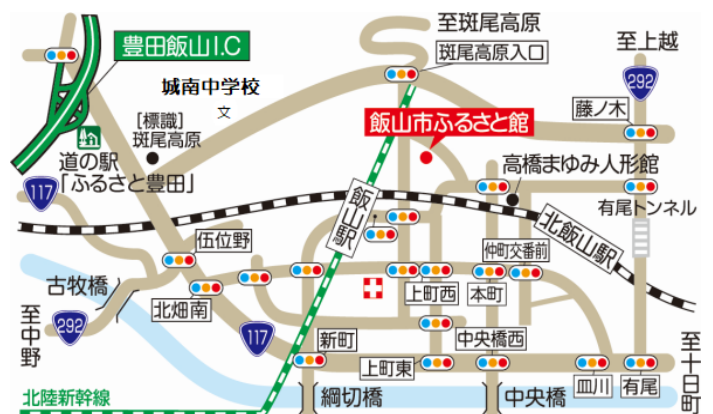 至斑尾高原
豊田飯山I.C
斑尾高原入口
至上越
292
城南中学校
文
[標識]
斑尾高原
藤ノ木
飯山市ふるさと館
道の駅
「ふるさと豊田」
117
高橋まゆみ人形館
飯山駅
有尾トンネル
北飯山駅
伍位野
仲町交番前
古牧橋
北畑南
上町西
本町
至中野
292
117
新町
中央橋西
上町東
皿川
有尾
至十日町
北陸新幹線
綱切橋
中央橋